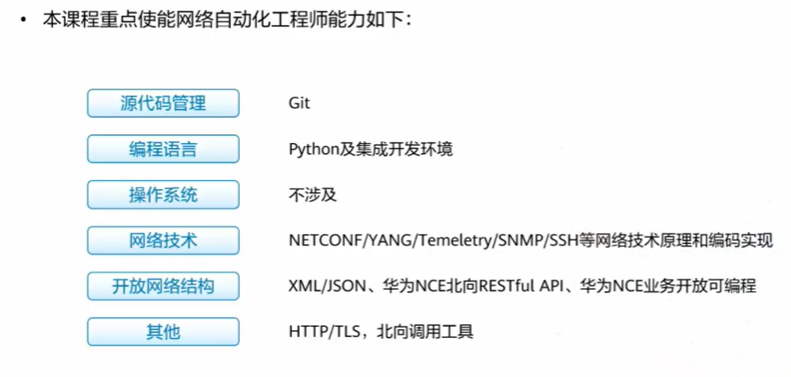 • 本课程重点使能网络自动化工程师能力如下：
源代码管理 Git
编程语言 Python及集成开发环境
操作系统 不涉及
网络技术 NETCONF/YANG/Temeletry/SNMP/SSH等网络技术原理和编码实现
开放网络结构 XML/JSON、华为NCE北向RESTful API、华为NCE业务开放可编程
其他 HTTP/TLS，北向调用工具